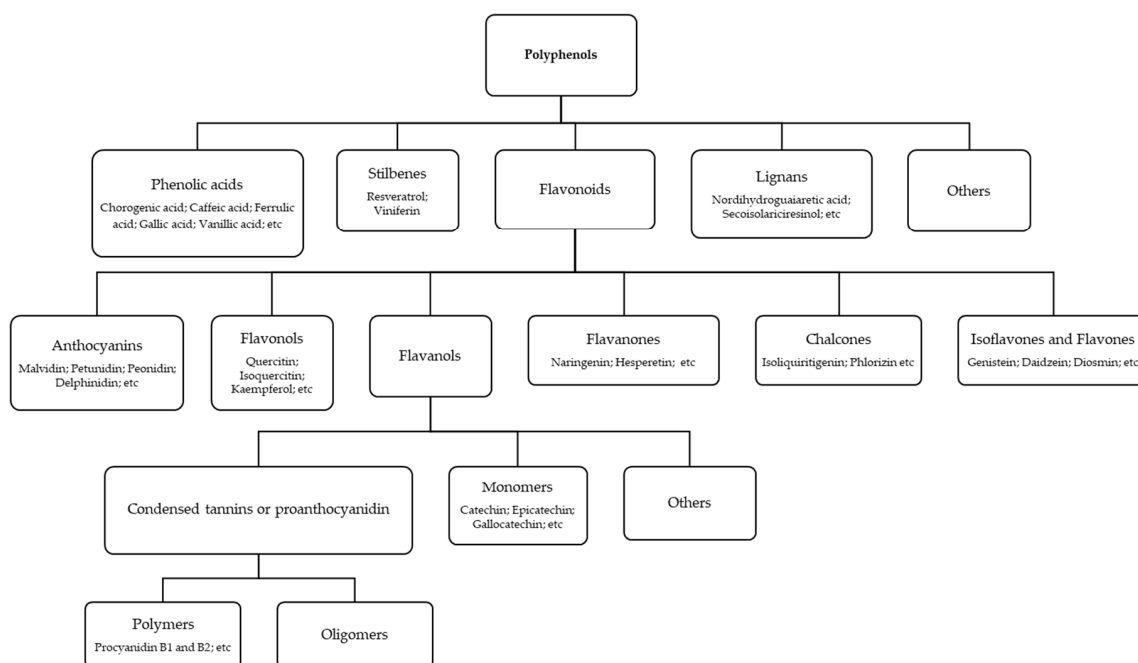 Polyphenols
Phenolic acids
Chorogenic acid; Caffeic acid; Ferrulic
acid; Gallic acid; Vanillic acid; etc
Stilbenes
Resveratrol;
Viniferin
Flavonoids
Lignans
Nordihydroguaiaretic acid;
Secoisolariciresinol; etc
Others
Anthocyanins
Malvidin; Petunidin; Peonidin;
Delphinidin; etc
Flavonols
Quercitin;
Isoquercitin;
Kaempferol; etc
Flavanols
Flavanones
Naringenin; Hesperetin; etc
Chalcones
Isoliquiritigenin; Phlorizin etc
Isoflavones and Flavones
Genistein; Daidzein; Diosmin; etc
Condensed tannins or proanthocyanidin
Monomers
Catechin; Epicatechin;
Gallocatechin; etc
Others
Polymers
Procyanidin B1 and B2; etc
Oligomers